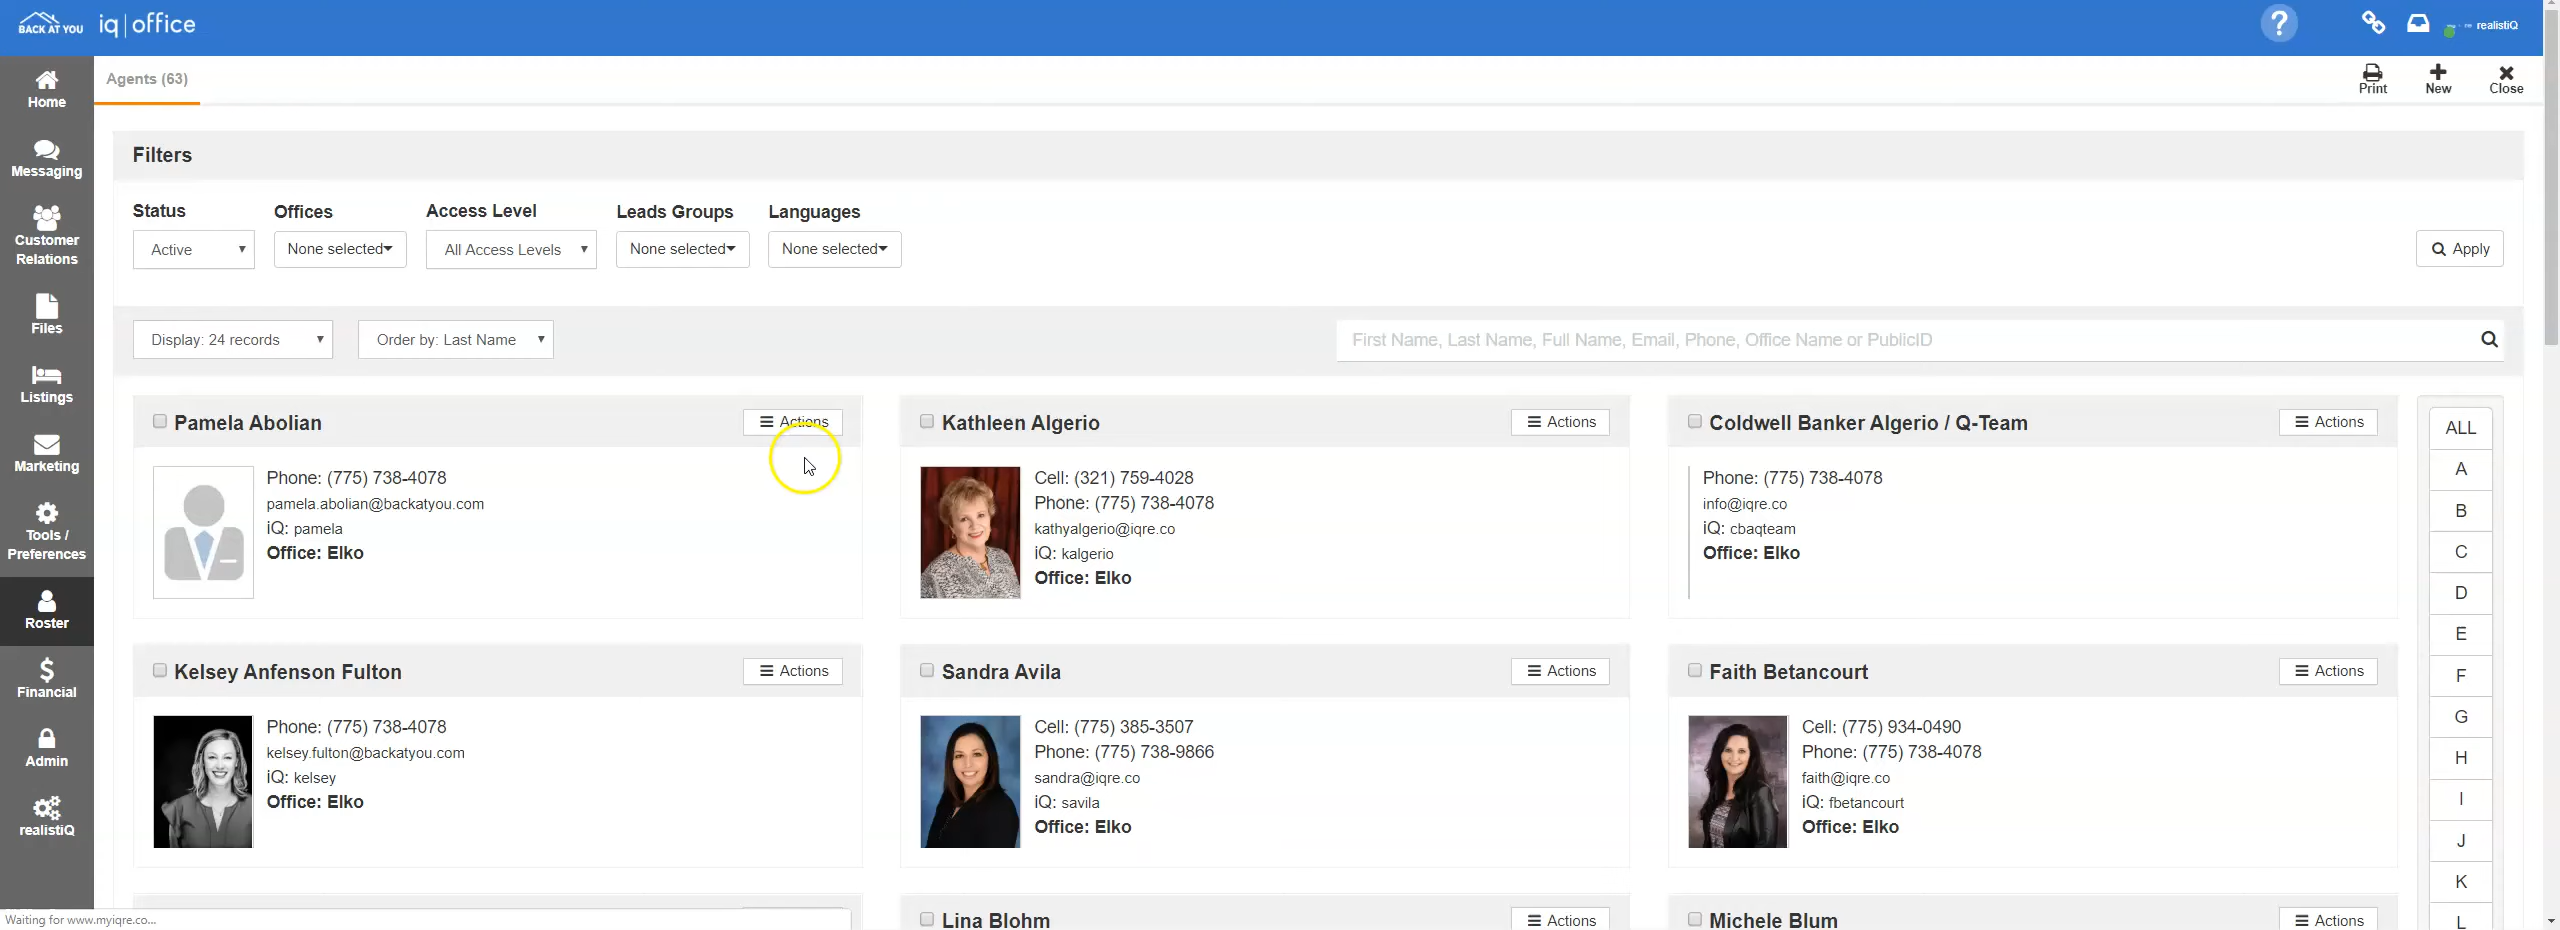 BACK AT YOU iq|office
? realistiQ
Home
Messaging
Customer
Relations
Files
Listings
Marketing
Tools /
Preferences
Roster
Financial
Admin
realistiQ
Agents (63)
Print New Close
Filters
Status Offices Access Level Leads Groups Languages
Active None selected All Access Levels None selected None selected Apply
Display: 24 records Order by: Last Name First Name, Last Name, Full Name, Email, Phone, Office Name or PublicID
Pamela Abolian Actions
Phone: (775) 738-4078
pamela.abolian@backatyou.com
iQ: pamela
Office: Elko
Kathleen Algerio Actions
Cell: (321) 759-4028
Phone: (775) 738-4078
kathyalgerio@iqre.co
iQ: kalgerio
Office: Elko
Coldwell Banker Algerio / Q-Team Actions
Phone: (775) 738-4078
info@iqre.co
iQ: cbaqteam
Office: Elko
Kelsey Anfenson Fulton Actions
Phone: (775) 738-4078
kelsey.fulton@backatyou.com
iQ: kelsey
Office: Elko
Sandra Avila Actions
Cell: (775) 385-3507
Phone: (775) 738-9866
sandra@iqre.co
iQ: savila
Office: Elko
Faith Betancourt Actions
Cell: (775) 934-0490
Phone: (775) 738-4078
faith@iqre.co
iQ: fbetancourt
Office: Elko
Lina Blohm Actions
Michele Blum Actions
ALL
A
B
C
D
E
F
G
H
I
J
K
L
Waiting for www.myiqre.co...